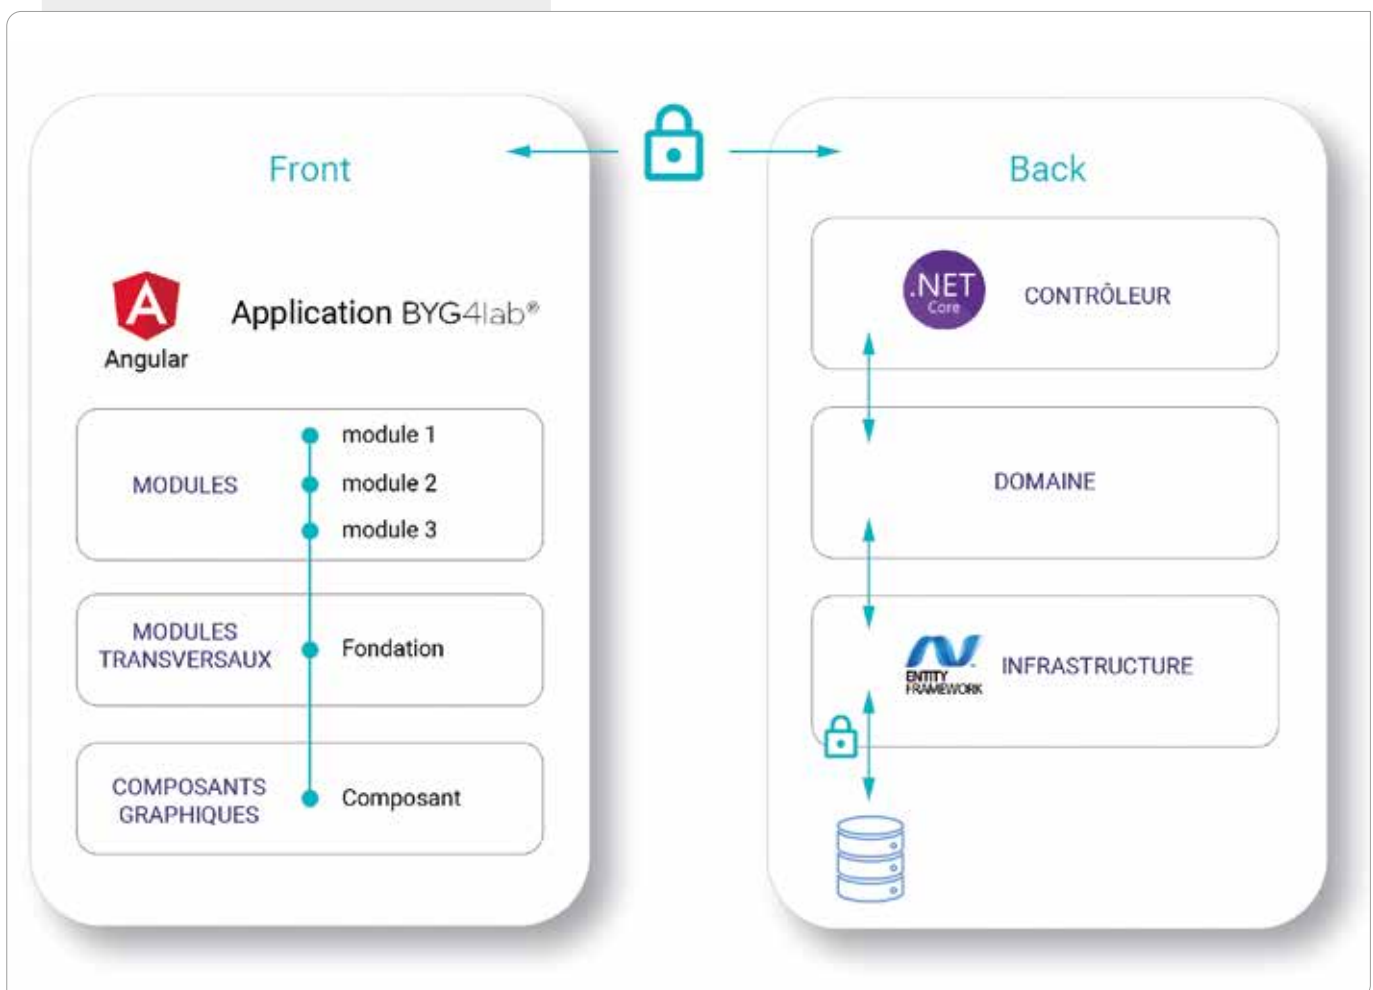 Front
Angular
Application BYG4lab®
MODULES
module 1
module 2
module 3
MODULES
TRANSVERSAUX
Fondation
COMPOSANTS
GRAPHIQUES
Composant
Back
.NET
Core
CONTRÔLEUR
DOMAINE
ENTITY
FRAMEWORK
INFRASTRUCTURE